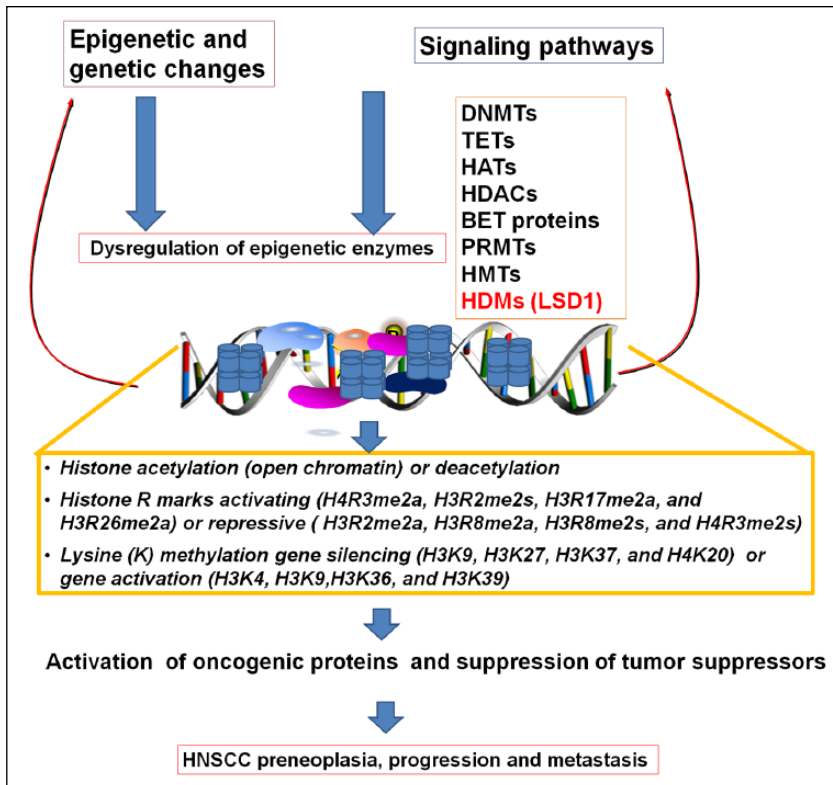 Epigenetic and
genetic changes
Signaling pathways
DNMTs
TETs
HATs
HDACs
BET proteins
PRMTs
HMTs
HDMs (LSD1)
Dysregulation of epigenetic enzymes
• Histone acetylation (open chromatin) or deacetylation
• Histone R marks activating (H4R3me2a, H3R2me2s, H3R17me2a, and
H3R26me2a) or repressive ( H3R2me2a, H3R8me2a, H3R8me2s, and H4R3me2s)
• Lysine (K) methylation gene silencing (H3K9, H3K27, H3K37, and H4K20) or
gene activation (H3K4, H3K9,H3K36, and H3K39)
Activation of oncogenic proteins and suppression of tumor suppressors
HNSCC preneoplasia, progression and metastasis